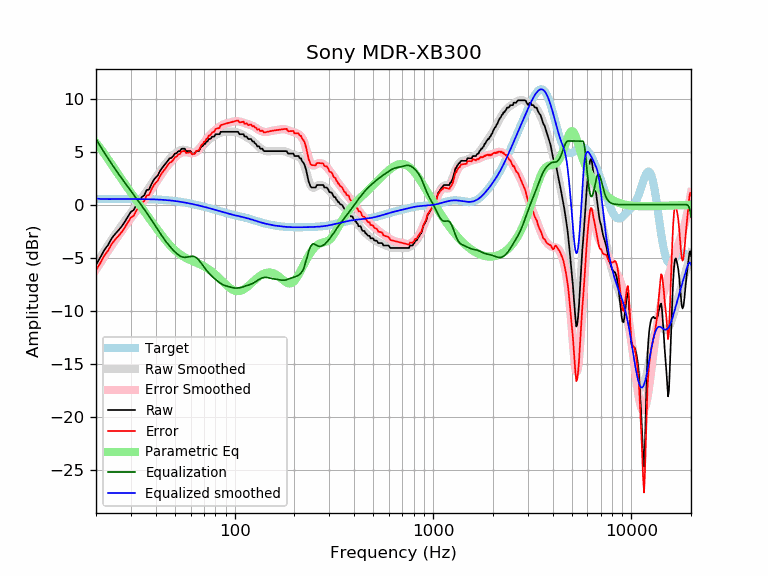 Sony MDR-XB300
10
5
0
−5
−10
−15
−20
−25
Amplitude (dBr)
Target
Raw Smoothed
Error Smoothed
Raw
Error
Parametric Eq
Equalization
Equalized smoothed
100
1000
10000
Frequency (Hz)